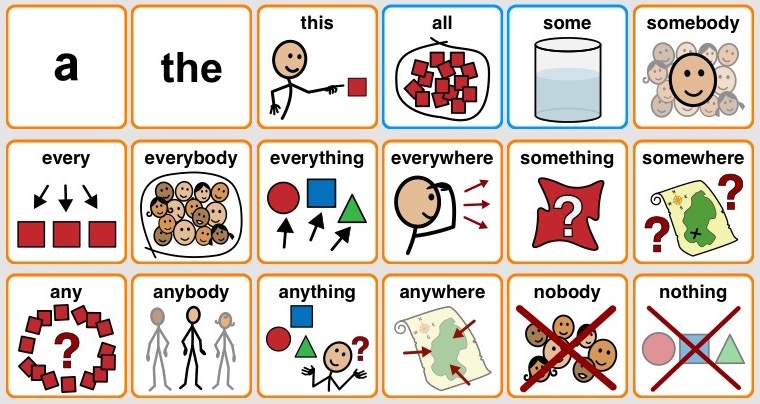 a
the
this
all
some
somebody
every
everybody
everything
everywhere
something
?
somewhere
?
?
any
?
anybody
anything
?
anywhere
nobody
nothing